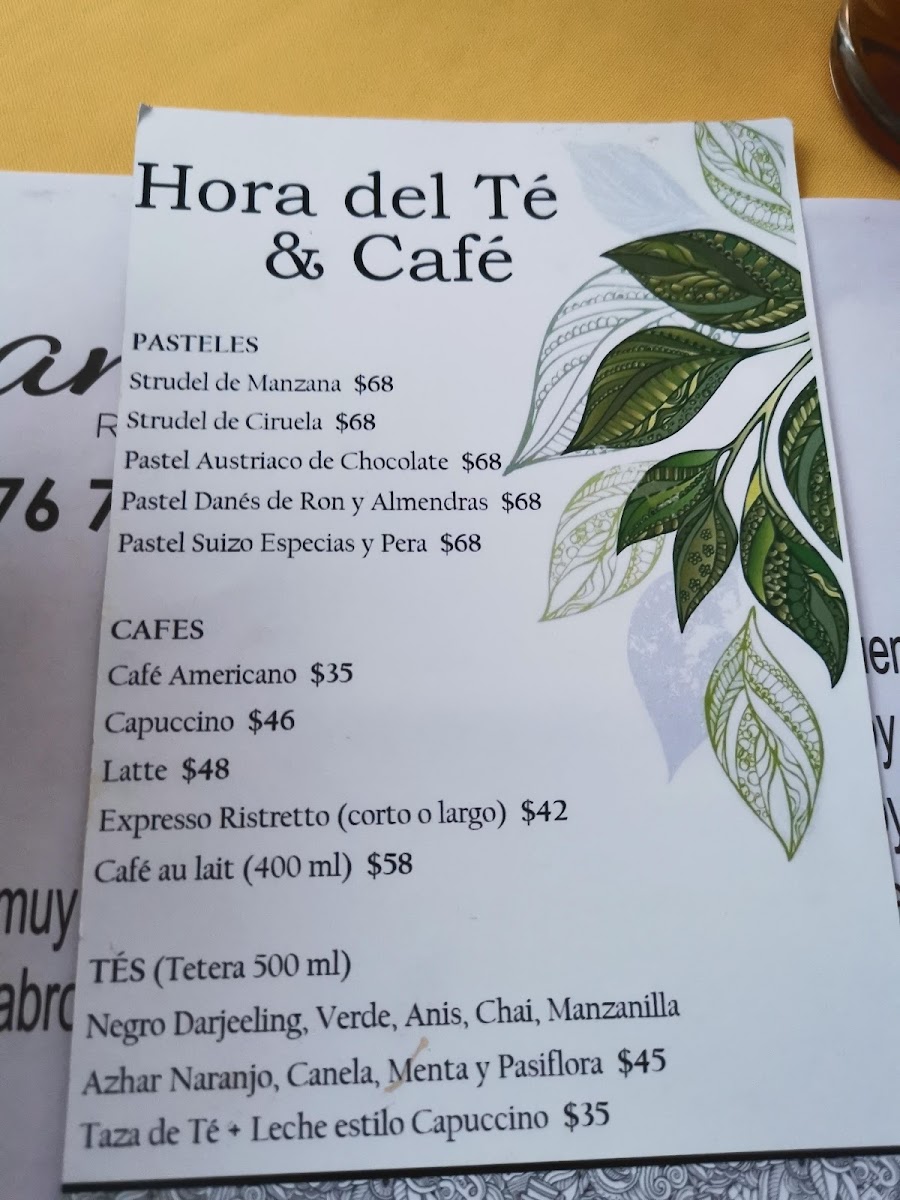 Hora del Té
& Café
PASTELES
Strudel de Manzana $68
Strudel de Ciruela $68
Pastel Austriaco de Chocolate $68
Pastel Danés de Ron y Almendras $68
Pastel Suizo Especias y Pera $68
CAFES
Café Americano $35
Capuccino $46
Latte $48
Expresso Ristretto (corto o largo) $42
Café au lait (400 ml) $58
TÉS (Tetera 500 ml)
Negro Darjeeling, Verde, Anis, Chai, Manzanilla
Azhar Naranjo, Canela, Menta y Pasiflora $45
Taza de Té + Leche estilo Capuccino $35
76 7
muy